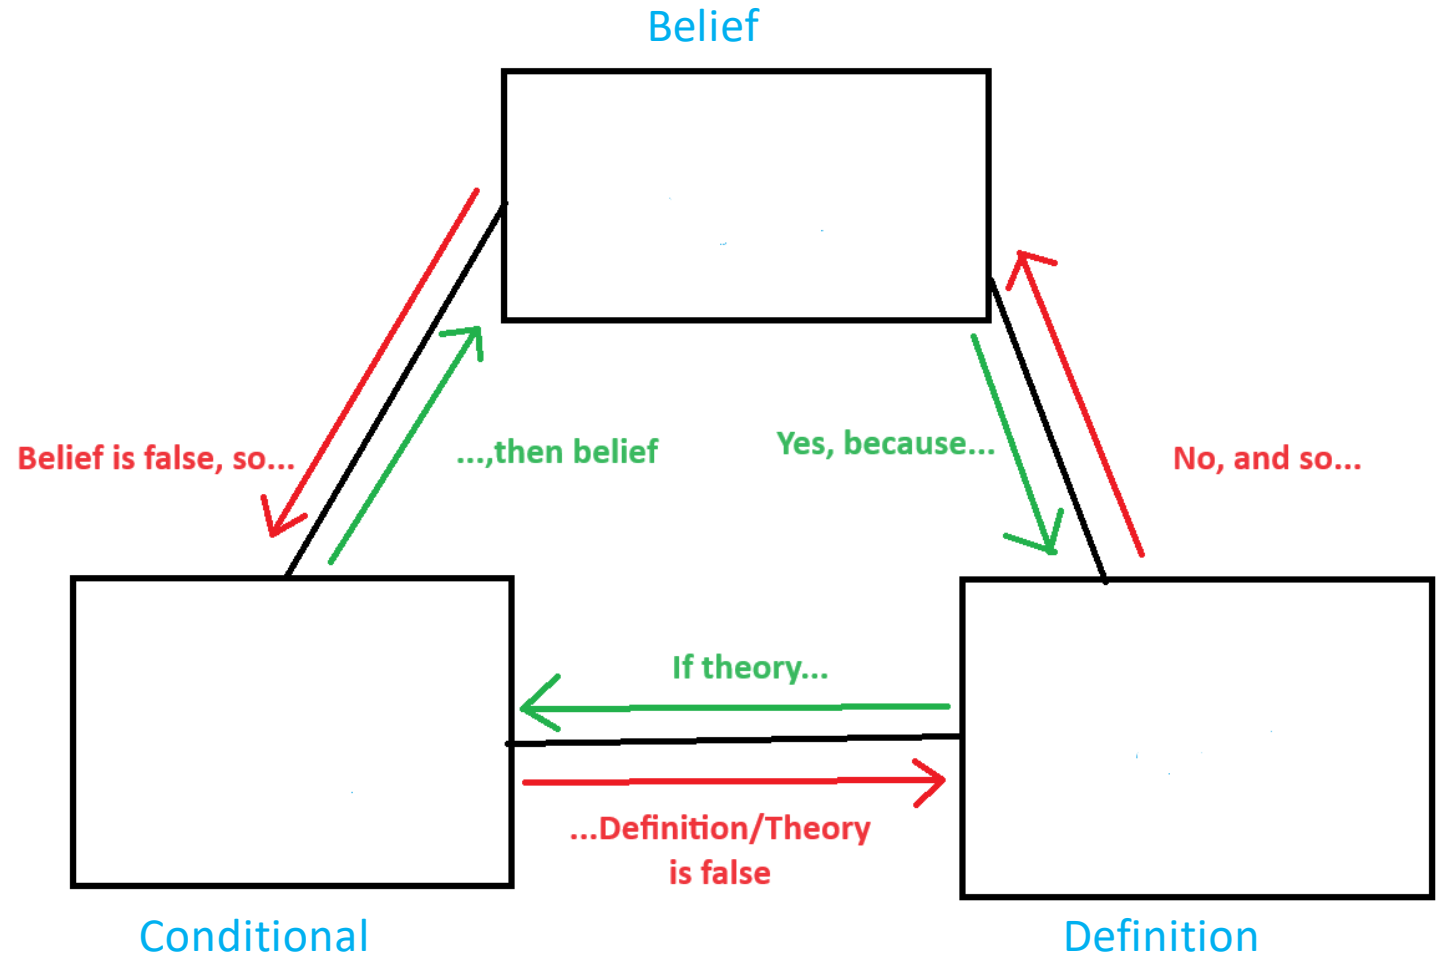 Belief
Belief is false, so...
...,then belief
Yes, because...
No, and so...
If theory...
...Definition/Theory
is false
Conditional
Definition